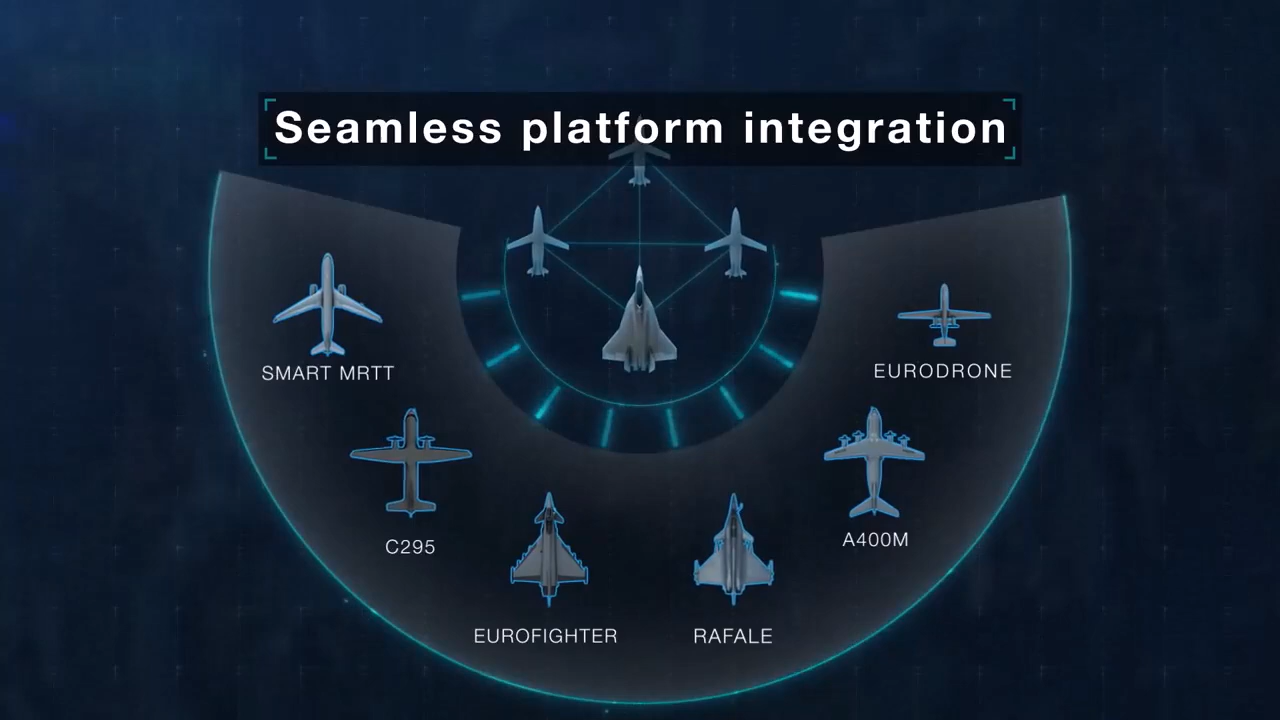 Seamless platform integration
SMART MRTT
EURODRONE
C295
A400M
EUROFIGHTER
RAFALE